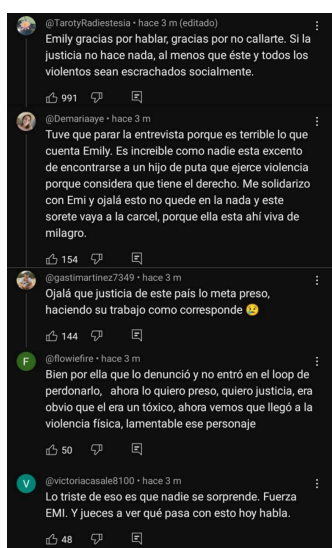 @TarotyRadiestesia • hace 3 m (editado)
Emily gracias por hablar, gracias por no callarte. Si la
justicia no hace nada, al menos que éste y todos los
violentos sean escrachados socialmente.
991
@Demariaaye • hace 3 m
Tuve que parar la entrevista porque es terrible lo que
cuenta Emily. Es increible como nadie esta excento
de encontrarse a un hijo de puta que ejerce violencia
porque considera que tiene el derecho. Me solidarizo
con Emi y ojalá esto no quede en la nada y este
sorete vaya a la carcel, porque ella esta ahí viva de
milagro.
154
@gastimartinez7349 • hace 3 m
Ojalá que justicia de este país lo meta preso,
haciendo su trabajo como corresponde 😢
144
F
@flowiefire • hace 3 m
Bien por ella que lo denunció y no entró en el loop de
perdonarlo, ahora lo quiero preso, quiero justicia, era
obvio que el era un tóxico, ahora vemos que llegó a la
violencia física, lamentable ese personaje
50
V
@victoriacasale8100 • hace 3 m
Lo triste de eso es que nadie se sorprende. Fuerza
EMI. Y jueces a ver qué pasa con esto hoy habla.
48